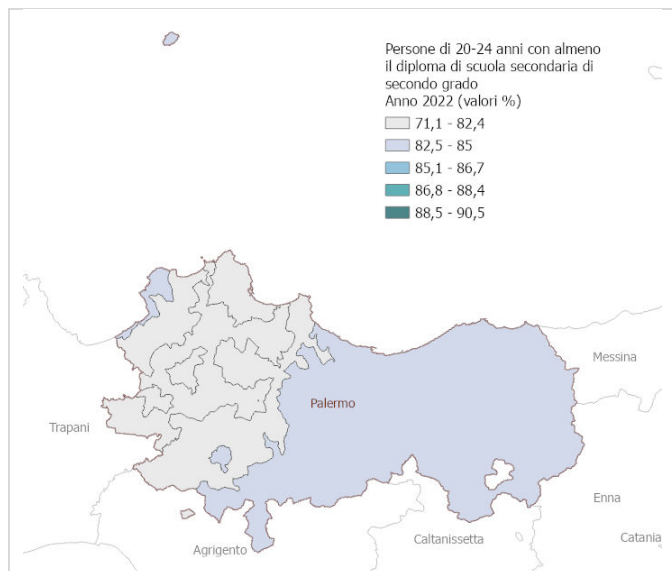 Persone di 20-24 anni con almeno
il diploma di scuola secondaria di
secondo grado
Anno 2022 (valori %)
71,1 - 82,4
82,5 - 85
85,1 - 86,7
86,8 - 88,4
88,5 - 90,5
Messina
Palermo
Trapani
Enna
Catania
Caltanissetta
Agrigento